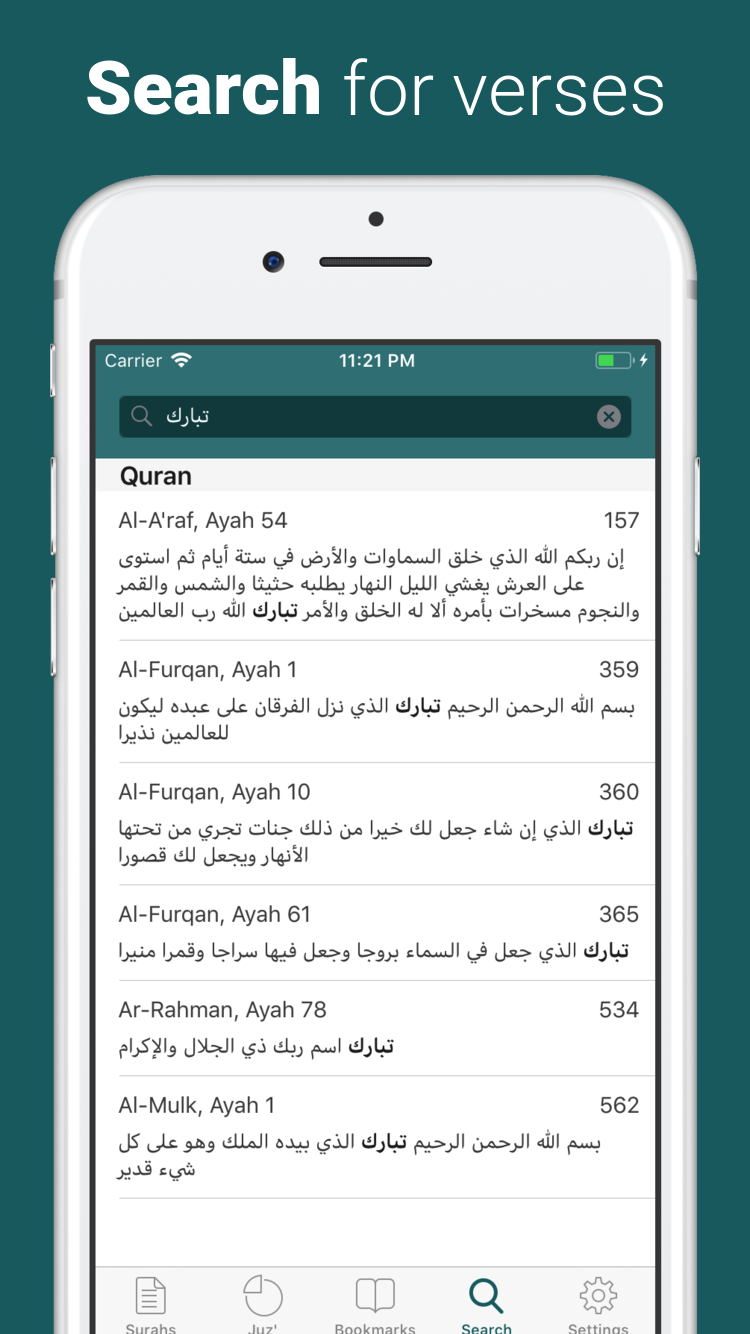 Search for verses
Carrier 11:21 PM
تبارك
Quran
Al-A'raf, Ayah 54 157
إن ربكم الله الذي خلق السماوات والأرض في ستة أيام ثم استوى
على العرش يغشي الليل النهار يطلبه حثيثا والشمس والقمر
والنجوم مسخرات بأمره ألا له الخلق والأمر تبارك الله رب العالمين
Al-Furqan, Ayah 1 359
بسم الله الرحمن الرحيم تبارك الذي نزل الفرقان على عبده ليكون
للعالمين نذيرا
Al-Furqan, Ayah 10 360
تبارك الذي إن شاء جعل لك خيرا من ذلك جنات تجري من تحتها
الأنهار ويجعل لك قصورا
Al-Furqan, Ayah 61 365
تبارك الذي جعل في السماء بروجا وجعل فيها سراجا وقمرا منيرا
Ar-Rahman, Ayah 78 534
تبارك اسم ربك ذي الجلال والإكرام
Al-Mulk, Ayah 1 562
بسم الله الرحمن الرحيم تبارك الذي بيده الملك وهو على كل
شيء قدير
Surahs Juz' Bookmarks Search Settings